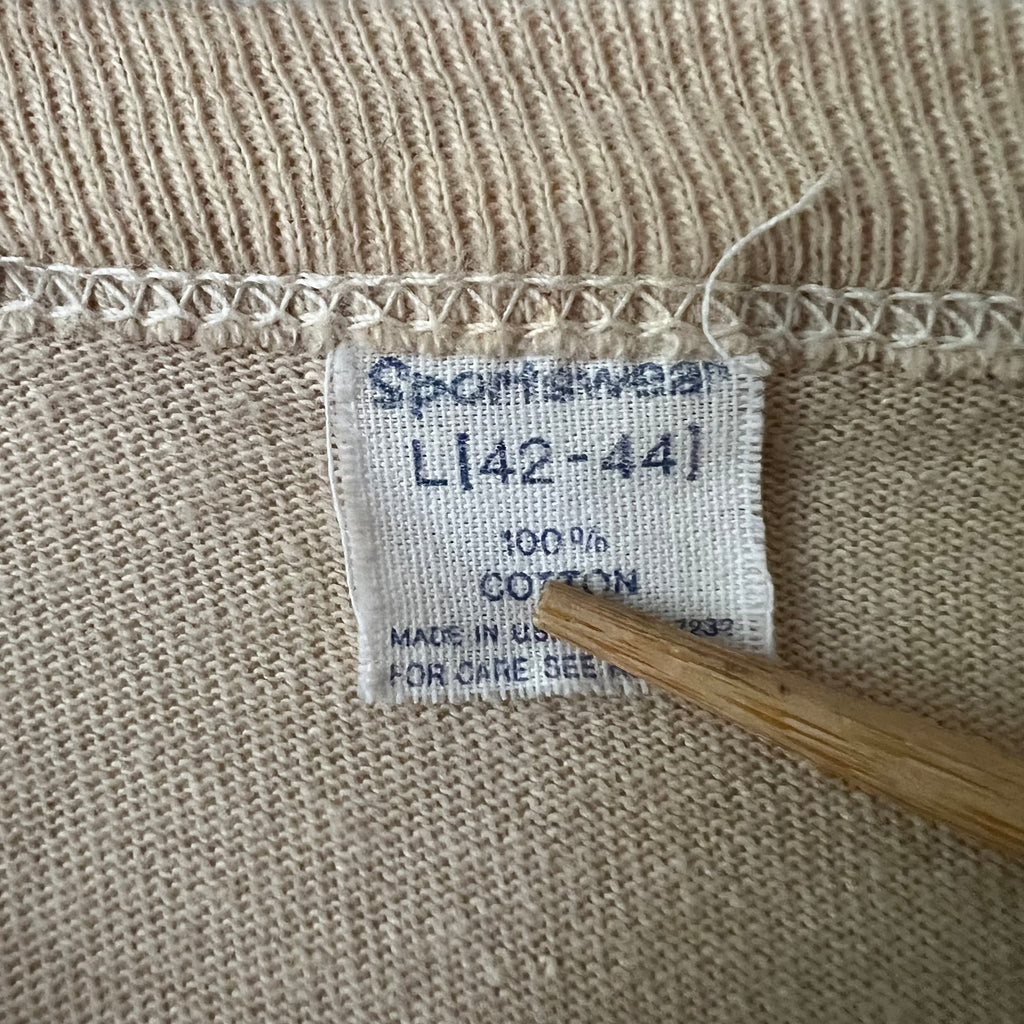 Sportswear
L[42-44]
100%
COTTON
MADE IN
FOR CARE SEE